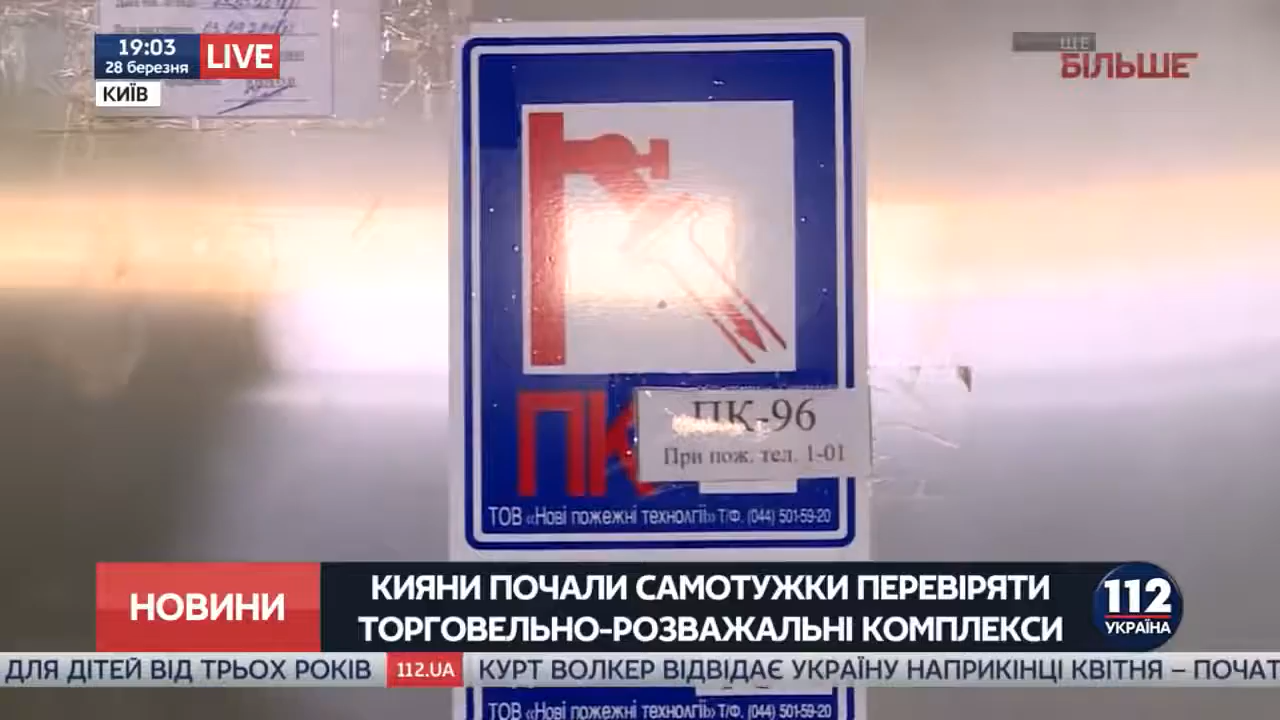 19:03
28 березня
LIVE
КИЇВ
ЩЕ
БІЛЬШЕ
ПК
ПК-96
При пож. тел. 1-01
ТОВ «Нові пожежні технолгії» Т/Ф. (044) 501-59-20
НОВИНИ
КИЯНИ ПОЧАЛИ САМОТУЖКИ ПЕРЕВІРЯТИ
ТОРГОВЕЛЬНО-РОЗВАЖАЛЬНІ КОМПЛЕКСИ
112
УКРАЇНА
ДЛЯ ДІТЕЙ ВІД ТРЬОХ РОКІВ 112.UA КУРТ ВОЛКЕР ВІДВІДАЄ УКРАЇНУ НАПРИКІНЦІ КВІТНЯ – ПОЧАТ
ТОВ «Нові пожежні технолгії» Т/Ф. (044) 501-59-20